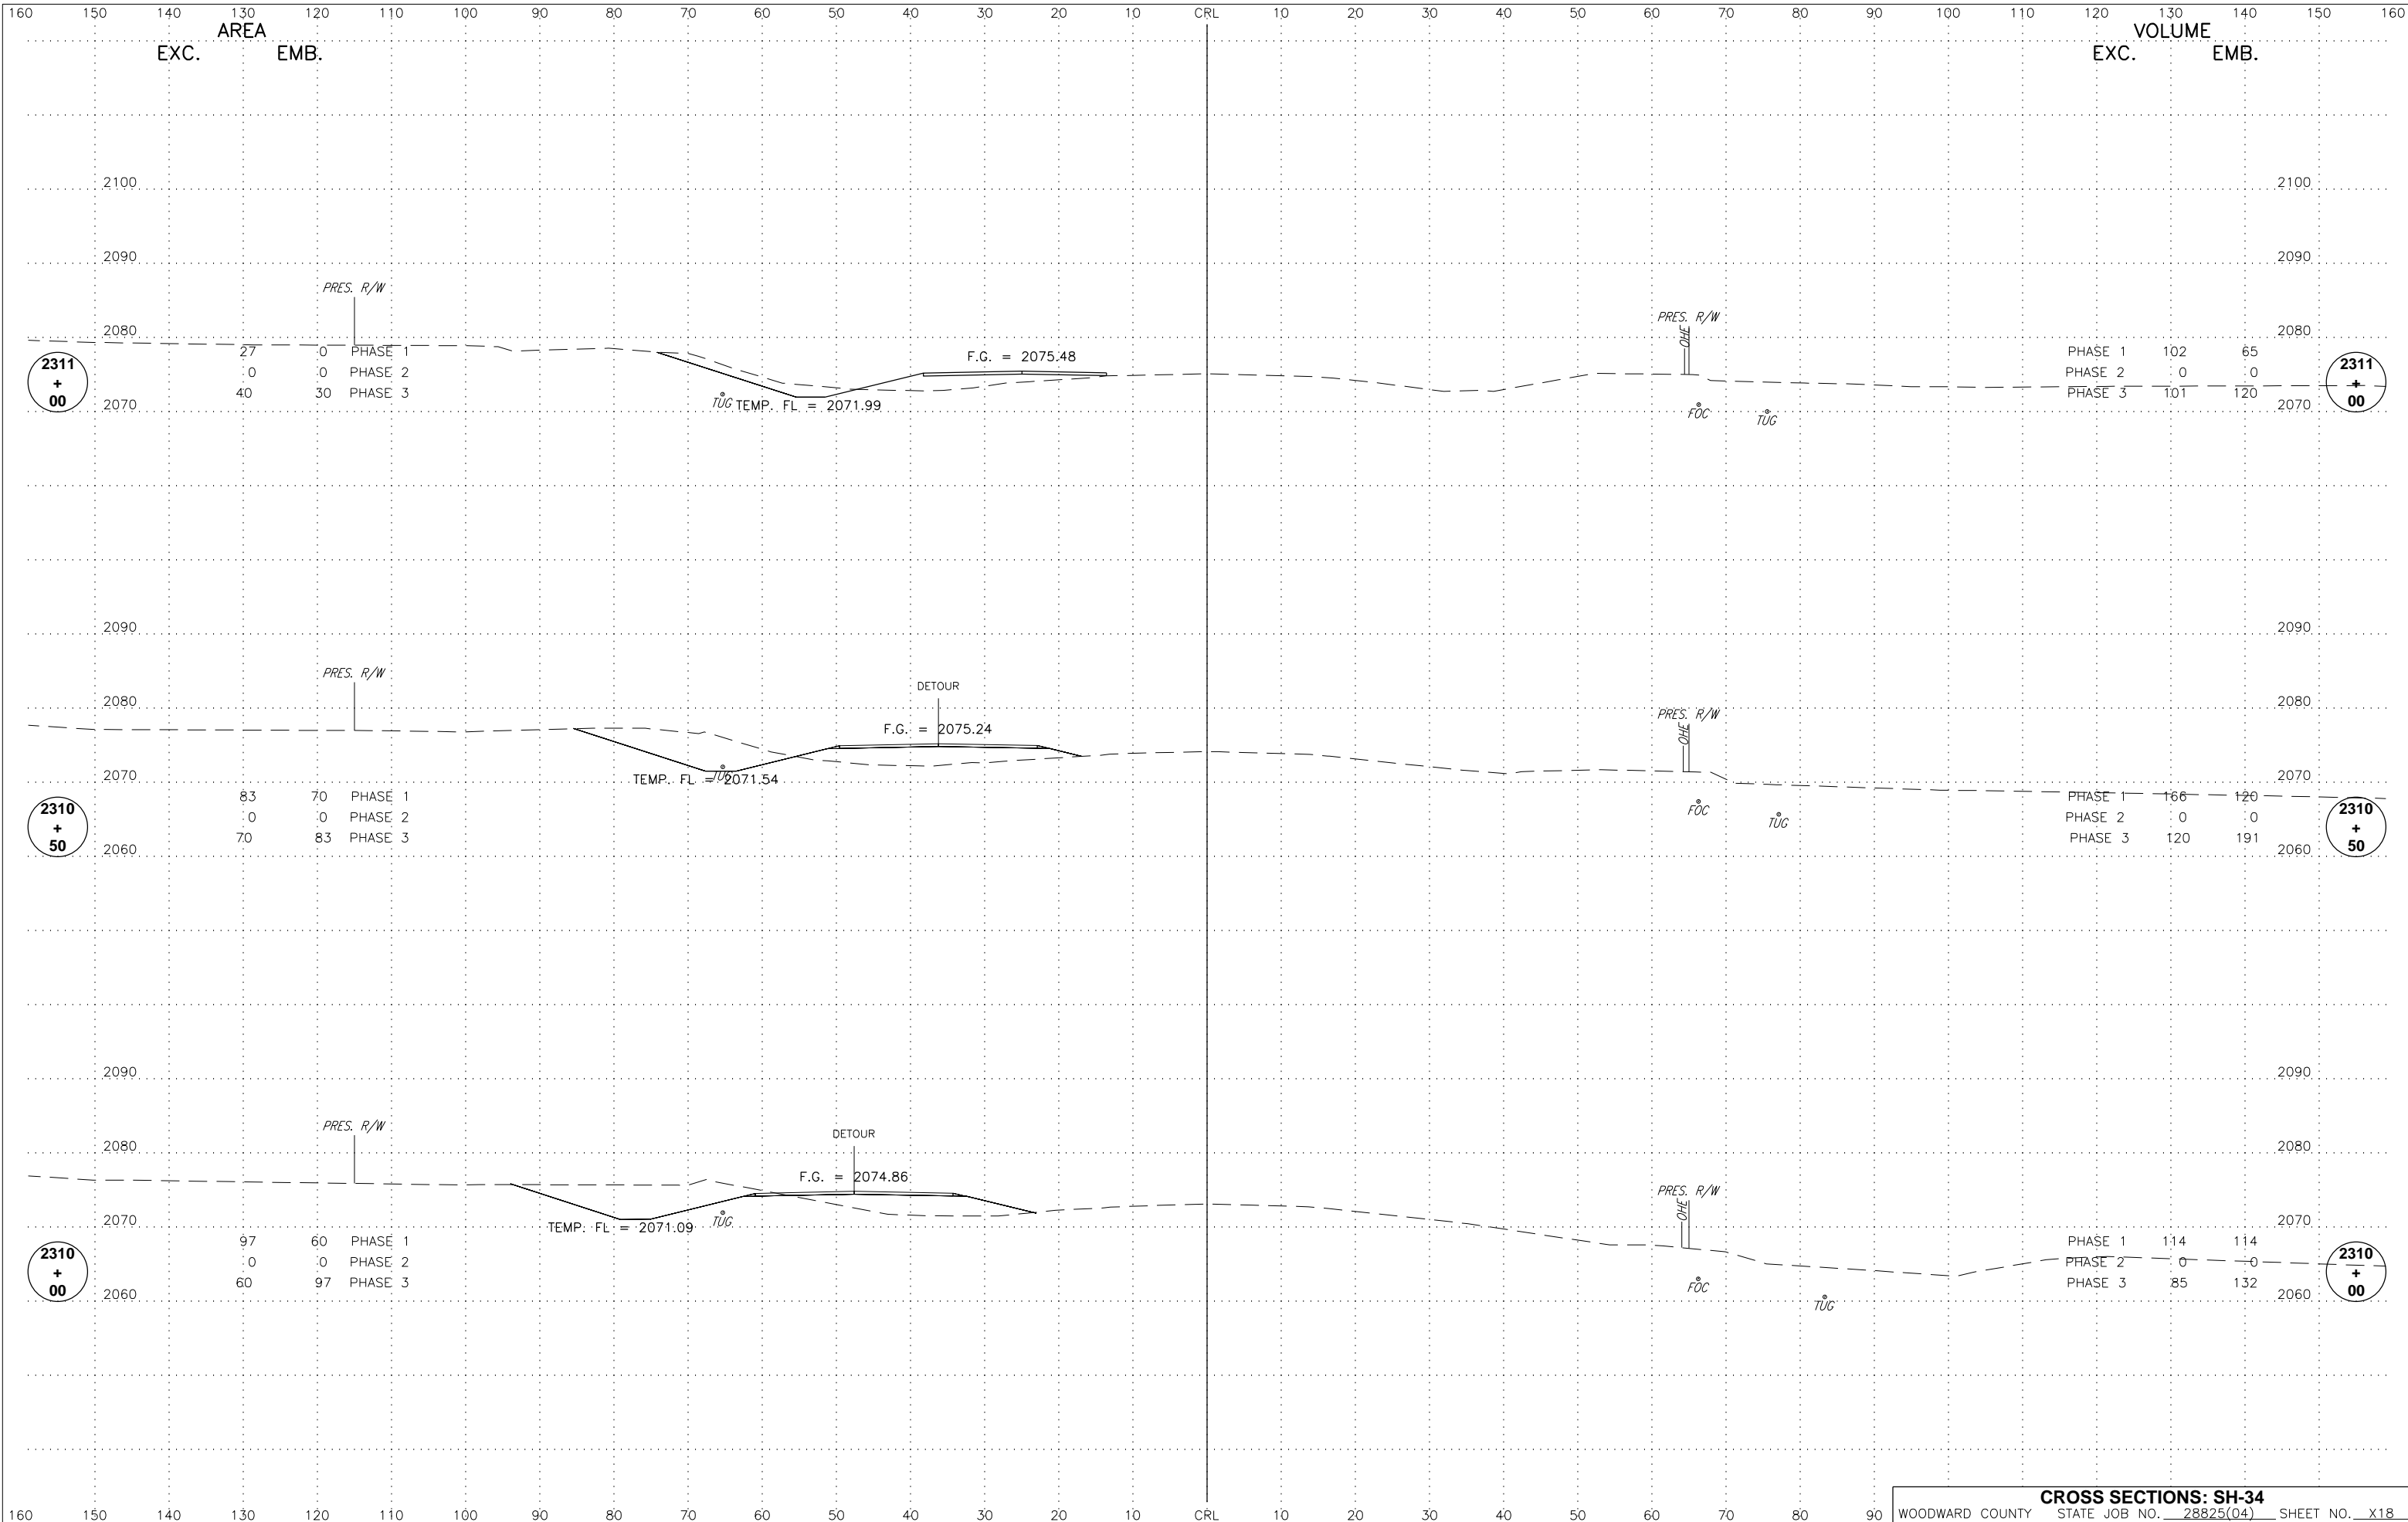 160 150 140 130 120 110 100 90 80 70 60 50 40 30 20 10 CRL 10 20 30 40 50 60 70 80 90 100 110 120 130 140 150 160
AREA VOLUME
EXC. EMB. EXC. EMB.
2100 2100
2090 2090
PRES. R/W
PRES. R/W
OHE
2080 2080
2311
+
00
27 0 PHASE 1
0 0 PHASE 2
40 30 PHASE 3
F.G. = 2075.48
TUG
TEMP. FL = 2071.99
FOC
TUG
PHASE 1 102 65
PHASE 2 0 0
PHASE 3 101 120
2311
+
00
2070 2070
2090 2090
PRES. R/W
DETOUR
F.G. = 2075.24
PRES. R/W
OHE
2080 2080
2070 2070
TUG
TEMP. FL = 2071.54
2310
+
50
83 70 PHASE 1
0 0 PHASE 2
70 83 PHASE 3
FOC
TUG
PHASE 1 166 120
PHASE 2 0 0
PHASE 3 120 191
2310
+
50
2060 2060
2090 2090
PRES. R/W
DETOUR
F.G. = 2074.86
PRES. R/W
OHE
2080 2080
2070 2070
TUG
TEMP. FL = 2071.09
2310
+
00
97 60 PHASE 1
0 0 PHASE 2
60 97 PHASE 3
FOC
TUG
PHASE 1 114 114
PHASE 2 0 0
PHASE 3 85 132
2310
+
00
2060 2060
160 150 140 130 120 110 100 90 80 70 60 50 40 30 20 10 CRL 10 20 30 40 50 60 70 80 90
CROSS SECTIONS: SH-34
WOODWARD COUNTY STATE JOB NO. 28825(04) SHEET NO. X18